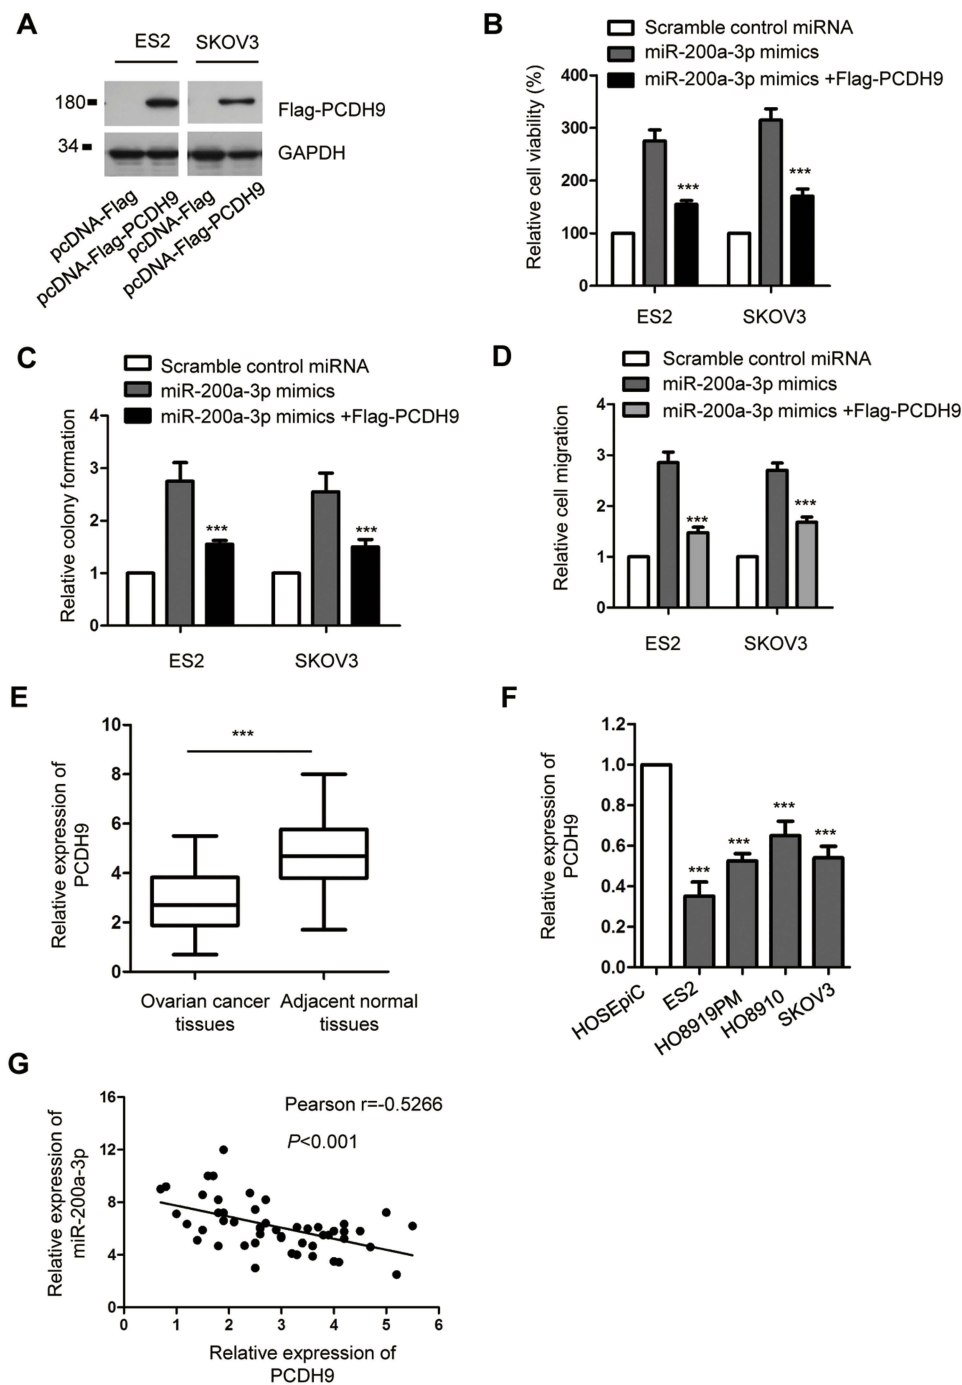 A
ES2 SKOV3
180
Flag-PCDH9
34
GAPDH
pcDNA-Flag
pcDNA-Flag-PCDH9
pcDNA-Flag
pcDNA-Flag-PCDH9
B
Scramble control miRNA
miR-200a-3p mimics
miR-200a-3p mimics +Flag-PCDH9
Relative cell viability (%)
400
300
200
100
0
***
***
ES2 SKOV3
C
Scramble control miRNA
miR-200a-3p mimics
miR-200a-3p mimics +Flag-PCDH9
Relative colony formation
4
3
2
1
0
***
***
ES2 SKOV3
D
Scramble control miRNA
miR-200a-3p mimics
miR-200a-3p mimics +Flag-PCDH9
Relative cell migration
4
3
2
1
0
***
***
ES2 SKOV3
E
Relative expression of
PCDH9
10
8
6
4
2
0
***
Ovarian cancer
tissues
Adjacent normal
tissues
F
Relative expression of
PCDH9
1.2
1.0
0.8
0.6
0.4
0.2
0.0
***
***
***
***
HOSEpiC
ES2
HO8919PM
HO8910
SKOV3
G
Relative expression of
miR-200a-3p
16
12
8
4
0
Pearson r=-0.5266
P<0.001
0 1 2 3 4 5 6
Relative expression of
PCDH9